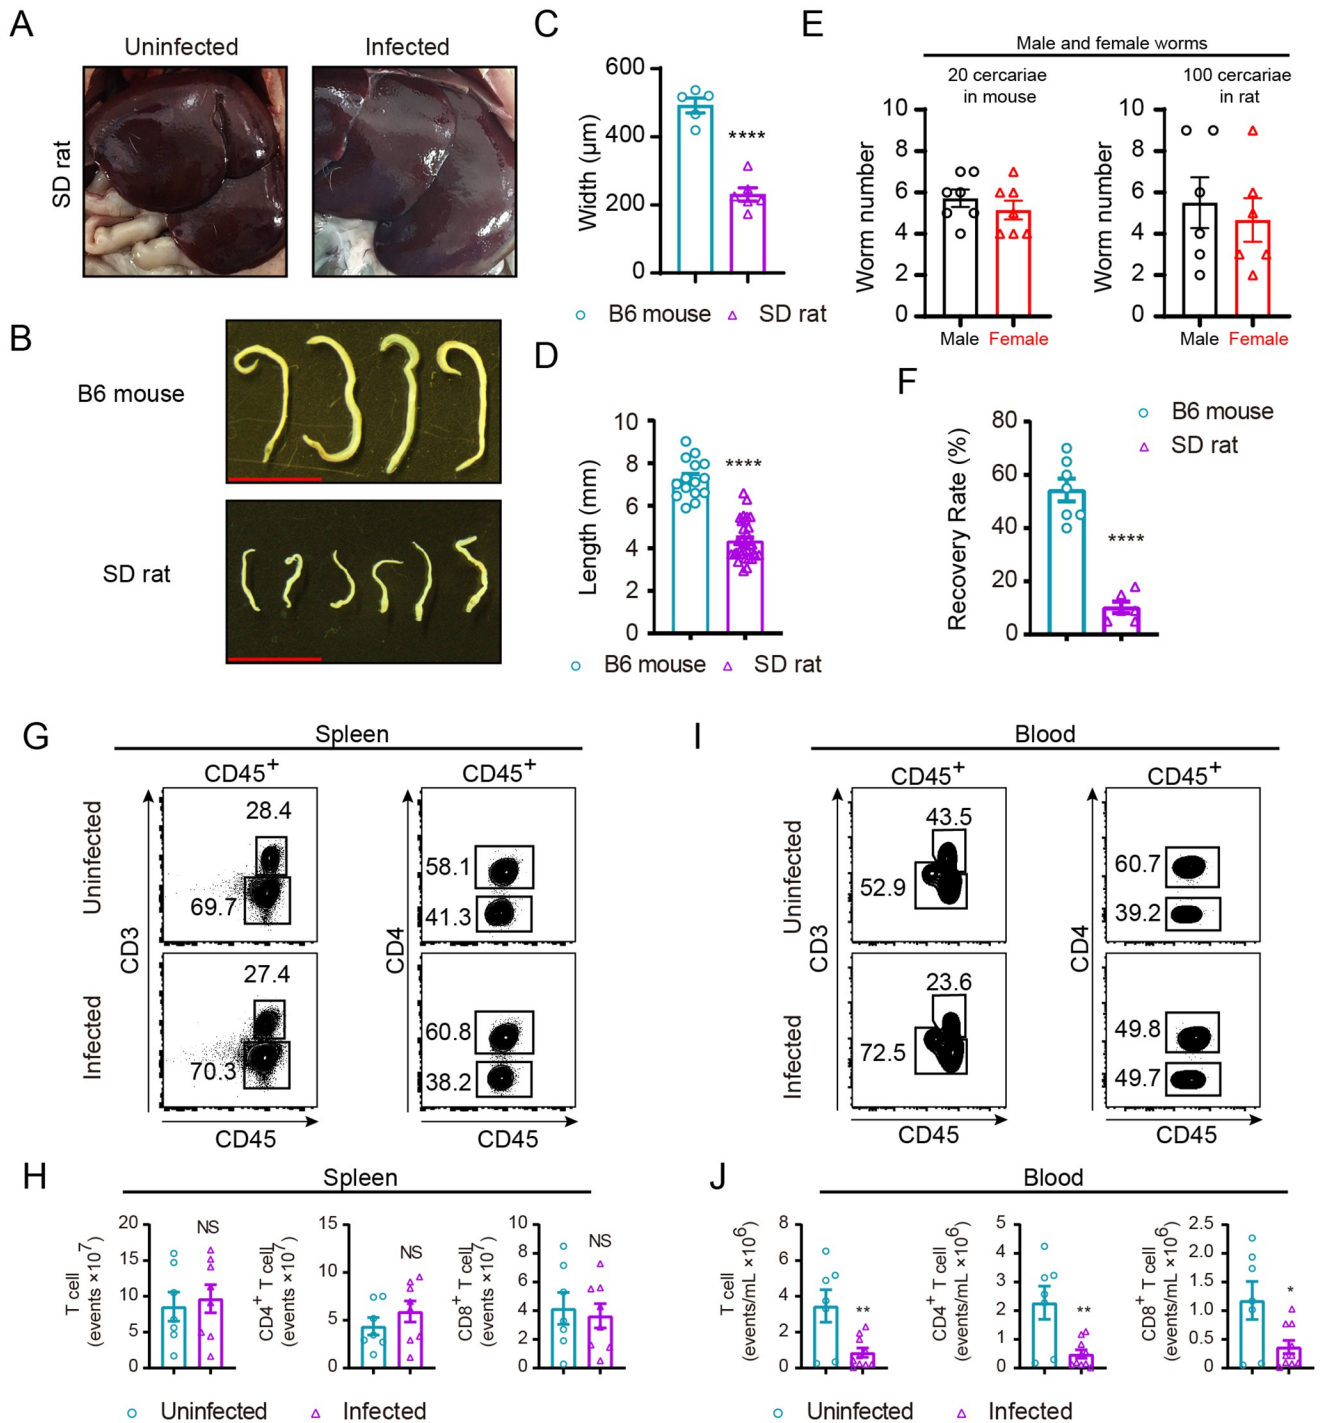 A
Uninfected
Infected
SD rat
B
B6 mouse
SD rat
C
600
400
200
0
Width (μm)
****
B6 mouse
SD rat
D
10
8
6
4
2
0
Length (mm)
****
B6 mouse
SD rat
E
Male and female worms
20 cercariae
in mouse
10
8
6
4
2
0
Worm number
Male
Female
100 cercariae
in rat
10
8
6
4
2
0
Worm number
Male
Female
F
80
60
40
20
0
Recovery Rate (%)
****
B6 mouse
SD rat
G
Spleen
CD45+
CD45+
Uninfected
28.4
69.7
58.1
41.3
Infected
27.4
70.3
60.8
38.2
CD3
CD4
CD45
CD45
I
Blood
CD45+
CD45+
Uninfected
43.5
52.9
60.7
39.2
Infected
23.6
72.5
49.8
49.7
CD3
CD4
CD45
CD45
H
Spleen
T cell
(events ×10^7)
20
15
10
5
0
NS
CD4+ T cell
(events ×10^7)
15
10
5
0
NS
CD8+ T cell
(events ×10^7)
10
8
6
4
2
0
NS
Uninfected
Infected
J
Blood
T cell
(events/mL ×10^6)
8
6
4
2
0
**
CD4+ T cell
(events/mL ×10^6)
5
4
3
2
1
0
**
CD8+ T cell
(events/mL ×10^6)
2.5
2.0
1.5
1.0
0.5
0
*
Uninfected
Infected